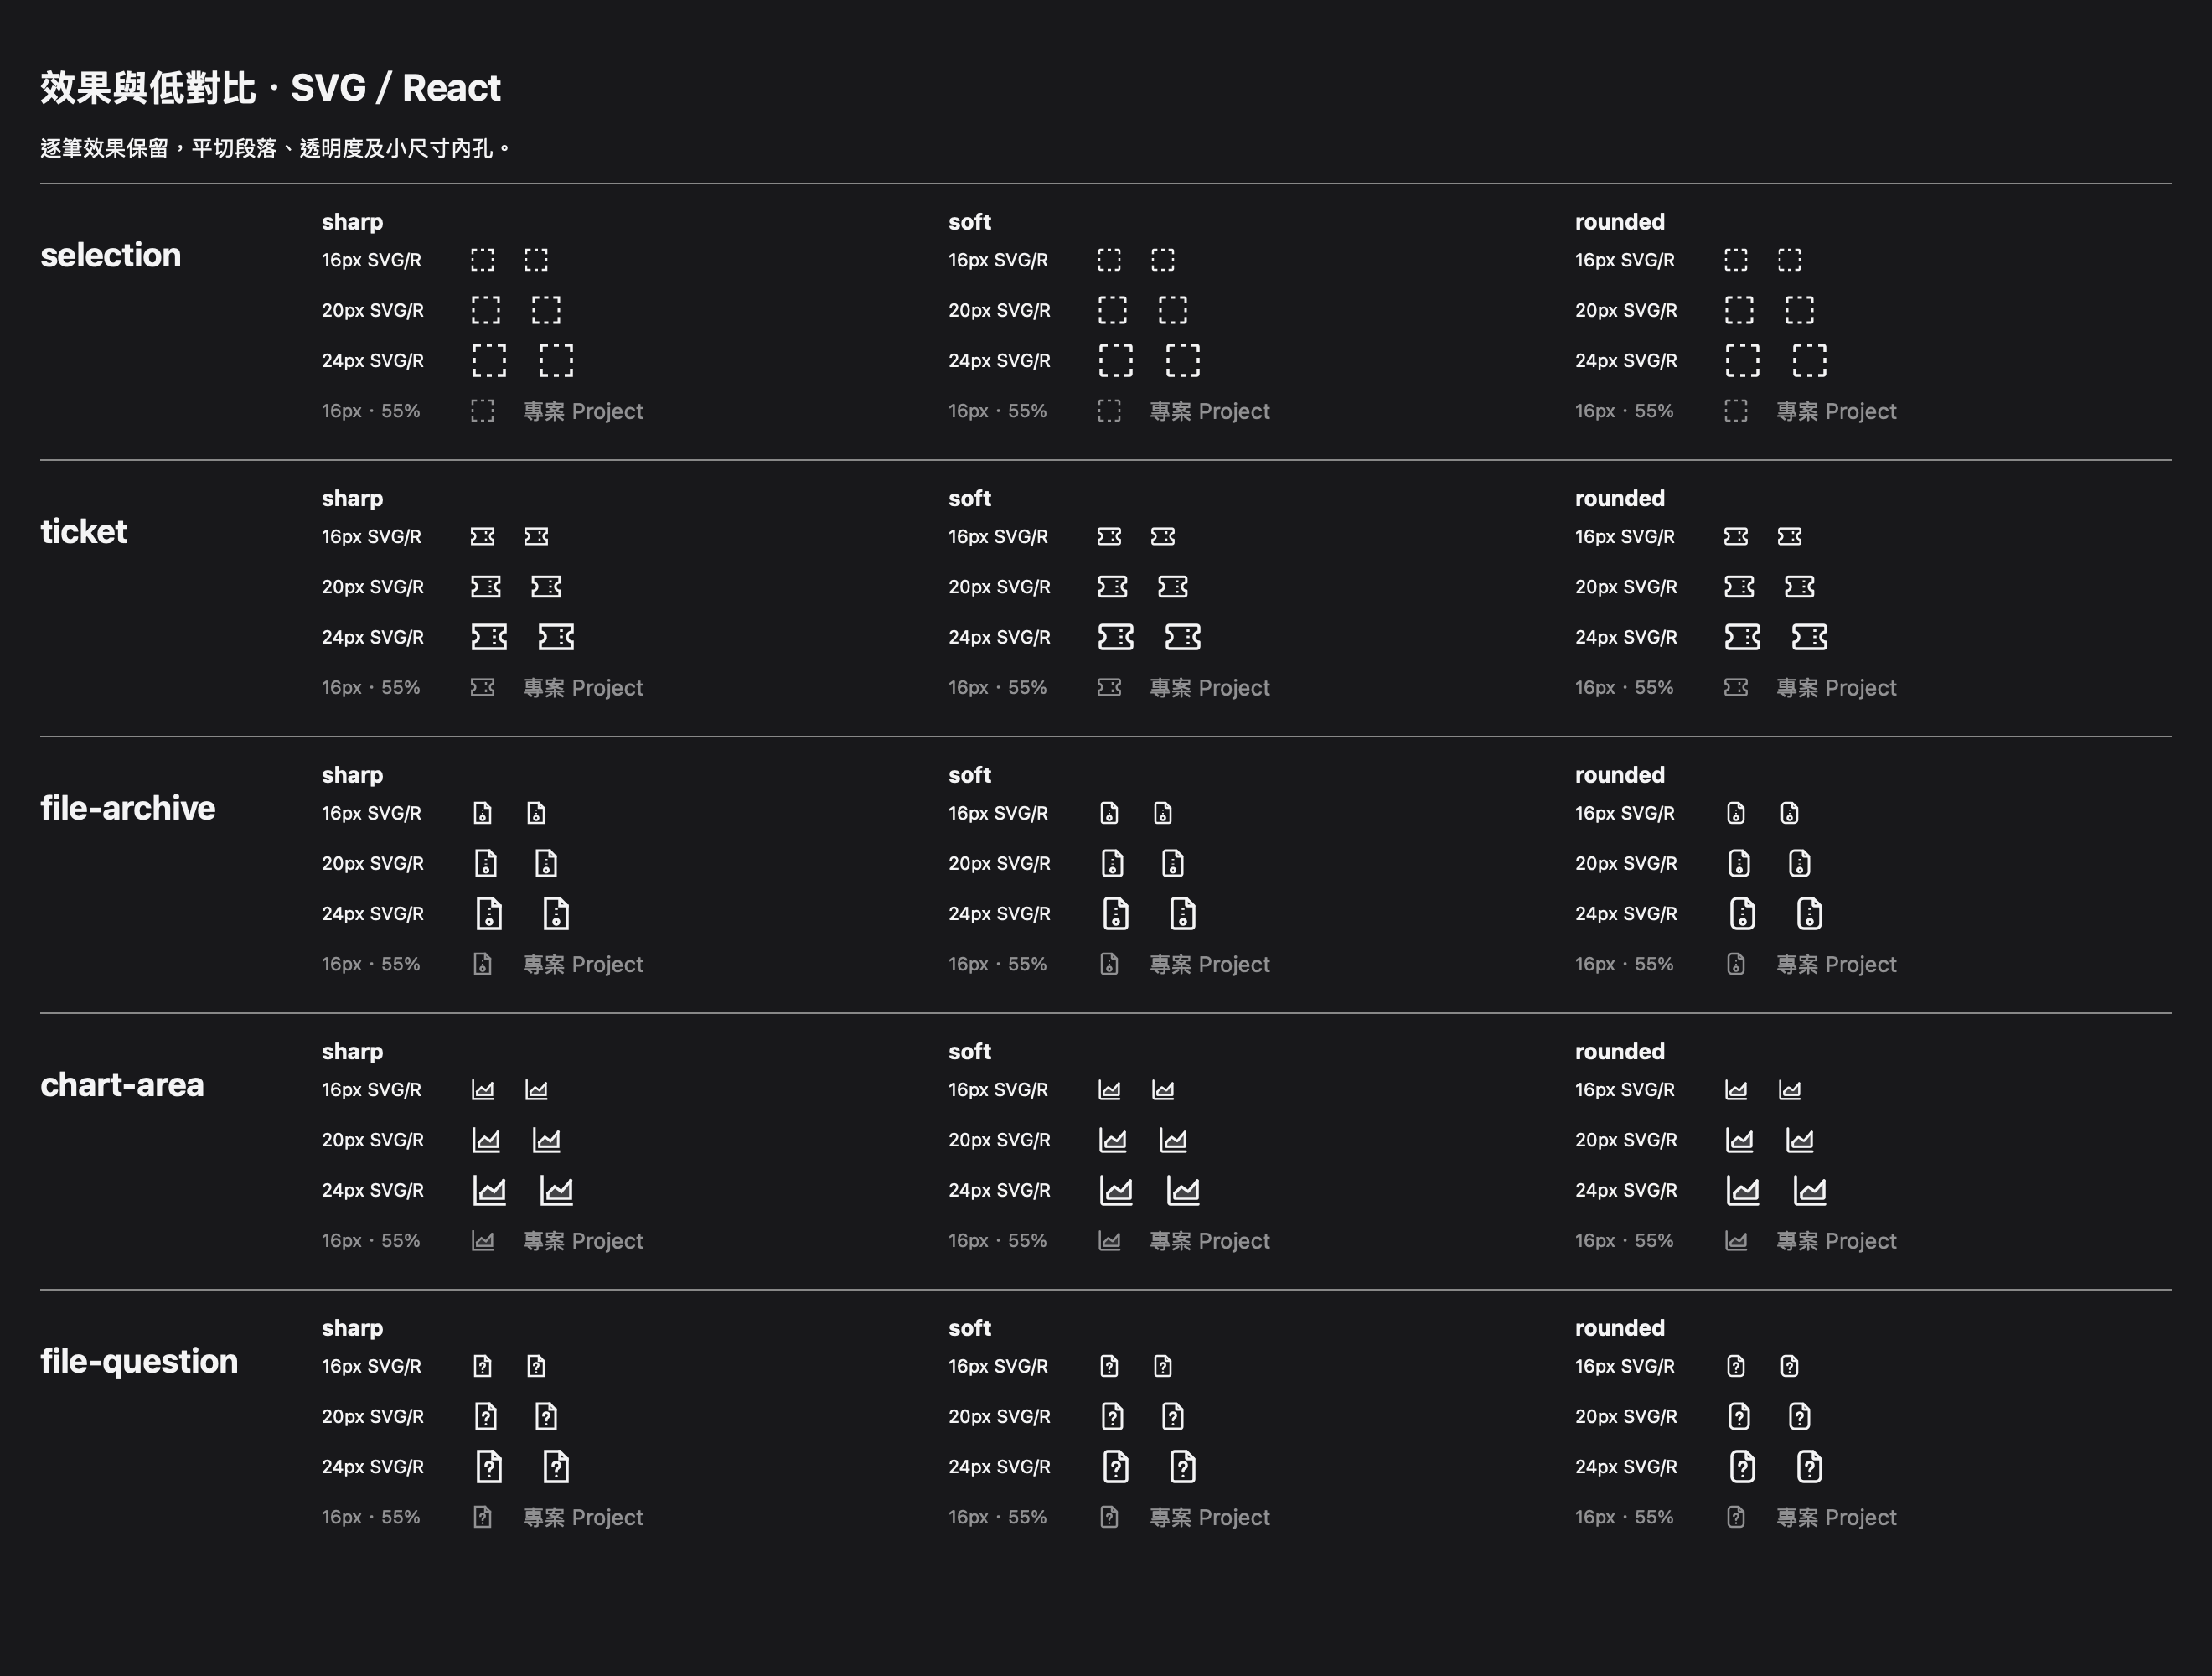 效果與低對比 · SVG / React
逐筆效果保留，平切段落、透明度及小尺寸內孔。
selection
sharp
16px SVG/R
20px SVG/R
24px SVG/R
16px · 55% 專案 Project
soft
16px SVG/R
20px SVG/R
24px SVG/R
16px · 55% 專案 Project
rounded
16px SVG/R
20px SVG/R
24px SVG/R
16px · 55% 專案 Project
ticket
sharp
16px SVG/R
20px SVG/R
24px SVG/R
16px · 55% 專案 Project
soft
16px SVG/R
20px SVG/R
24px SVG/R
16px · 55% 專案 Project
rounded
16px SVG/R
20px SVG/R
24px SVG/R
16px · 55% 專案 Project
file-archive
sharp
16px SVG/R
20px SVG/R
24px SVG/R
16px · 55% 專案 Project
soft
16px SVG/R
20px SVG/R
24px SVG/R
16px · 55% 專案 Project
rounded
16px SVG/R
20px SVG/R
24px SVG/R
16px · 55% 專案 Project
chart-area
sharp
16px SVG/R
20px SVG/R
24px SVG/R
16px · 55% 專案 Project
soft
16px SVG/R
20px SVG/R
24px SVG/R
16px · 55% 專案 Project
rounded
16px SVG/R
20px SVG/R
24px SVG/R
16px · 55% 專案 Project
file-question
sharp
16px SVG/R
20px SVG/R
24px SVG/R
16px · 55% 專案 Project
soft
16px SVG/R
20px SVG/R
24px SVG/R
16px · 55% 專案 Project
rounded
16px SVG/R
20px SVG/R
24px SVG/R
16px · 55% 專案 Project